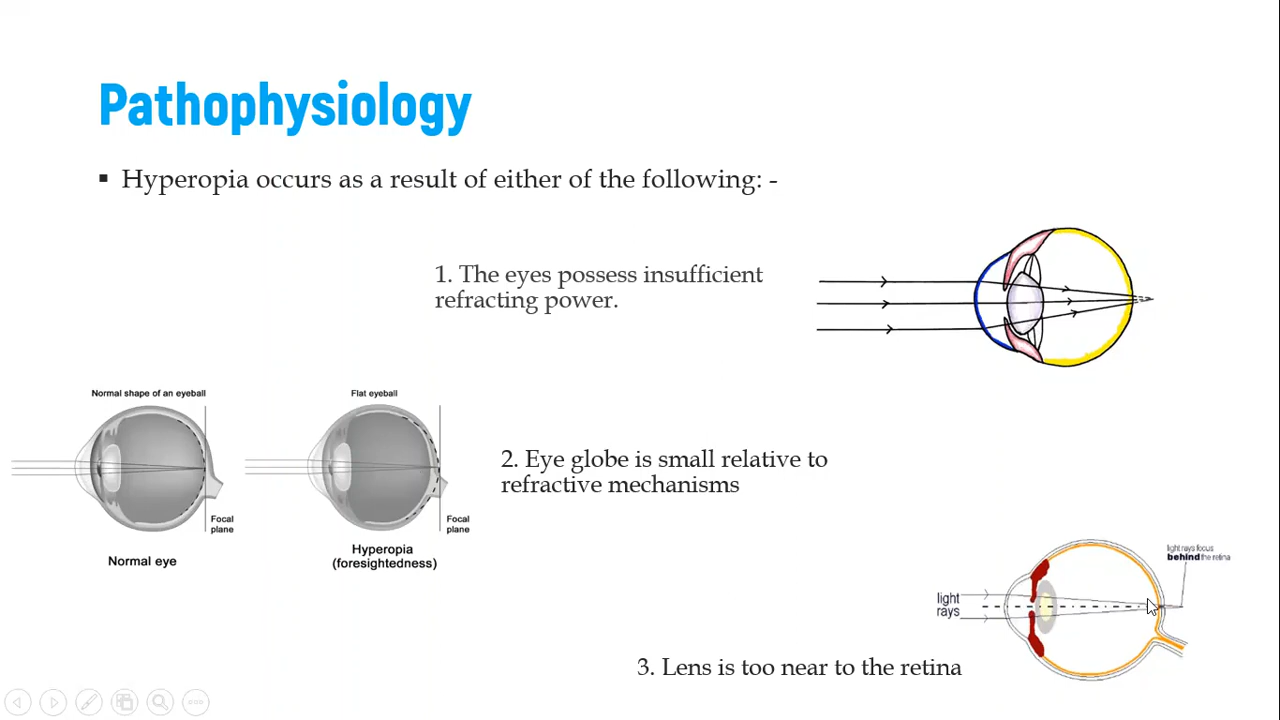 Pathophysiology
▪ Hyperopia occurs as a result of either of the following: -
1. The eyes possess insufficient
refracting power.
Normal shape of an eyeball
Focal
plane
Normal eye
Flat eyeball
Focal
plane
Hyperopia
(foresightedness)
2. Eye globe is small relative to
refractive mechanisms
light rays focus
behind the retina
light
rays
3. Lens is too near to the retina